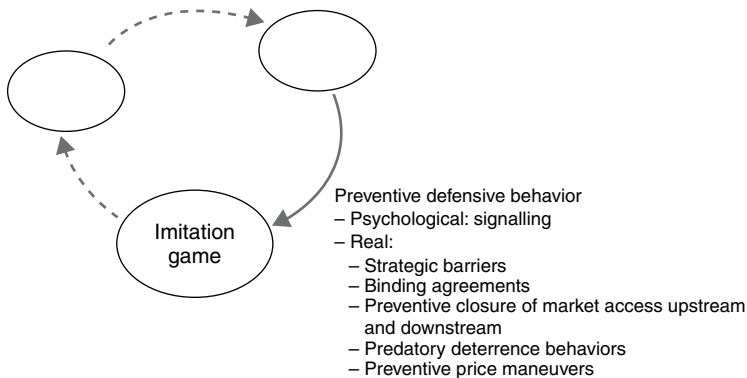 Imitation
game
Preventive defensive behavior
– Psychological: signalling
– Real:
– Strategic barriers
– Binding agreements
– Preventive closure of market access upstream
and downstream
– Predatory deterrence behaviors
– Preventive price maneuvers